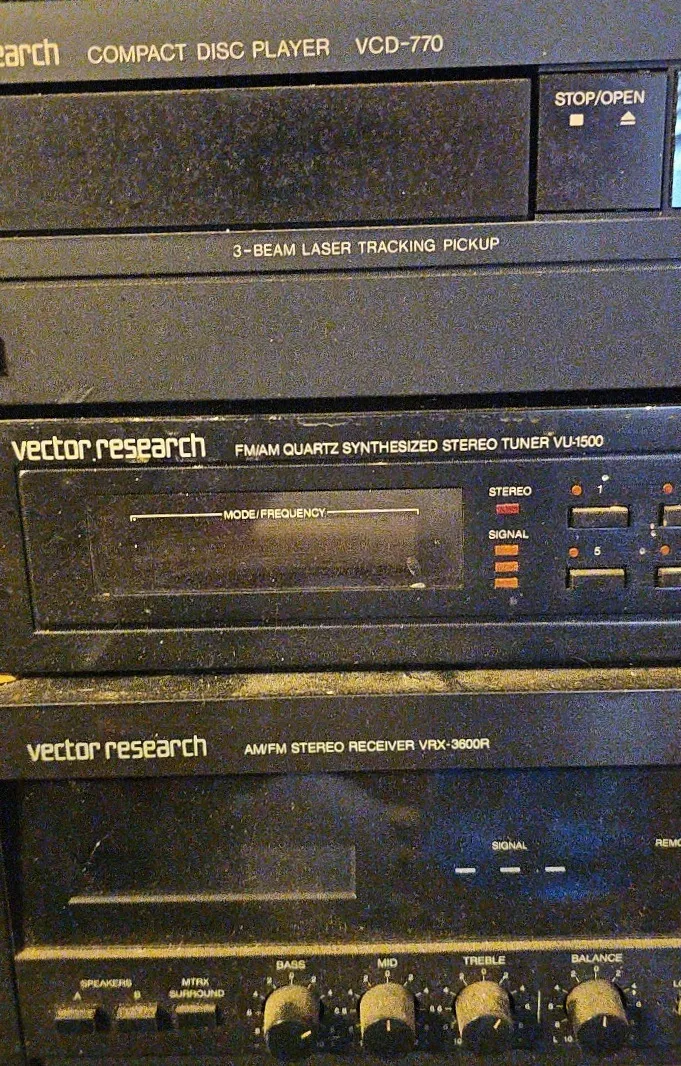 earch COMPACT DISC PLAYER VCD-770
STOP/OPEN
3-BEAM LASER TRACKING PICKUP
vector research FM/AM QUARTZ SYNTHESIZED STEREO TUNER VU-1500
MODE/FREQUENCY
STEREO 1
SIGNAL
5
vector research AM/FM STEREO RECEIVER VRX-3600R
SIGNAL REMO
BASS MID TREBLE BALANCE
SPEAKERS MTRX
A B SURROUND